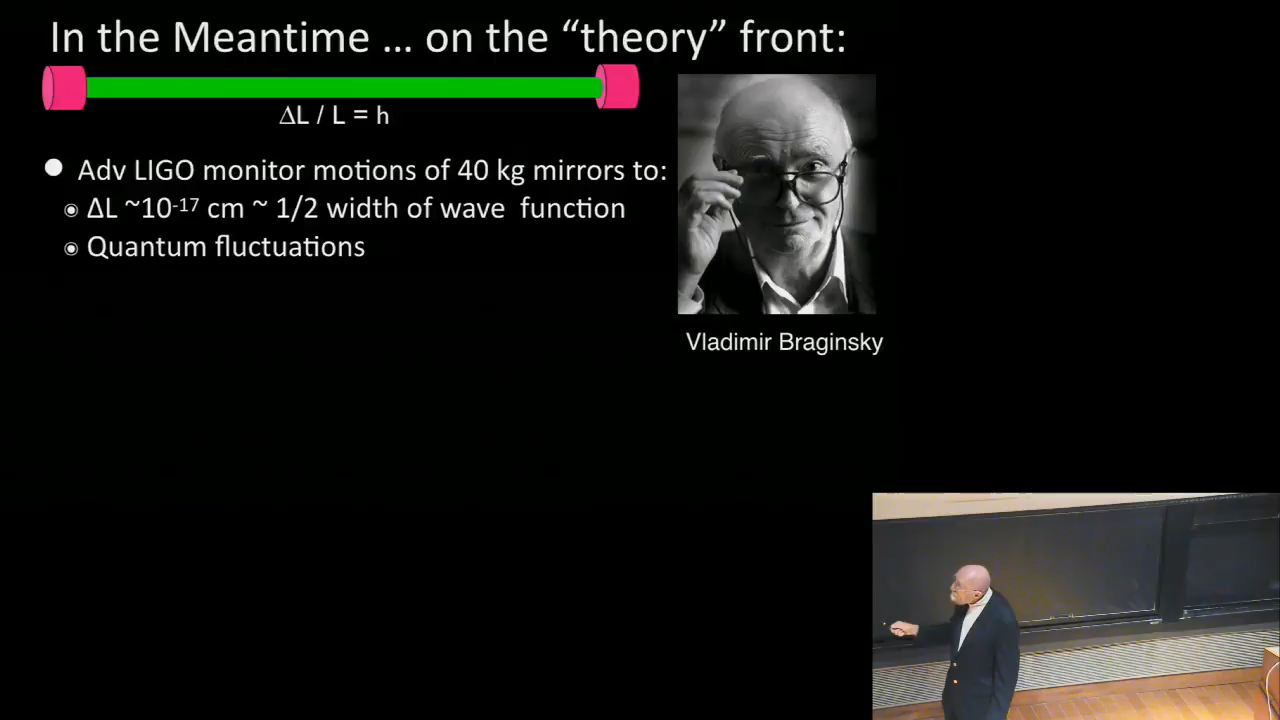 In the Meantime … on the “theory” front:
ΔL / L = h
● Adv LIGO monitor motions of 40 kg mirrors to:
◉ ΔL ~10⁻¹⁷ cm ~ 1/2 width of wave function
◉ Quantum fluctuations
Vladimir Braginsky